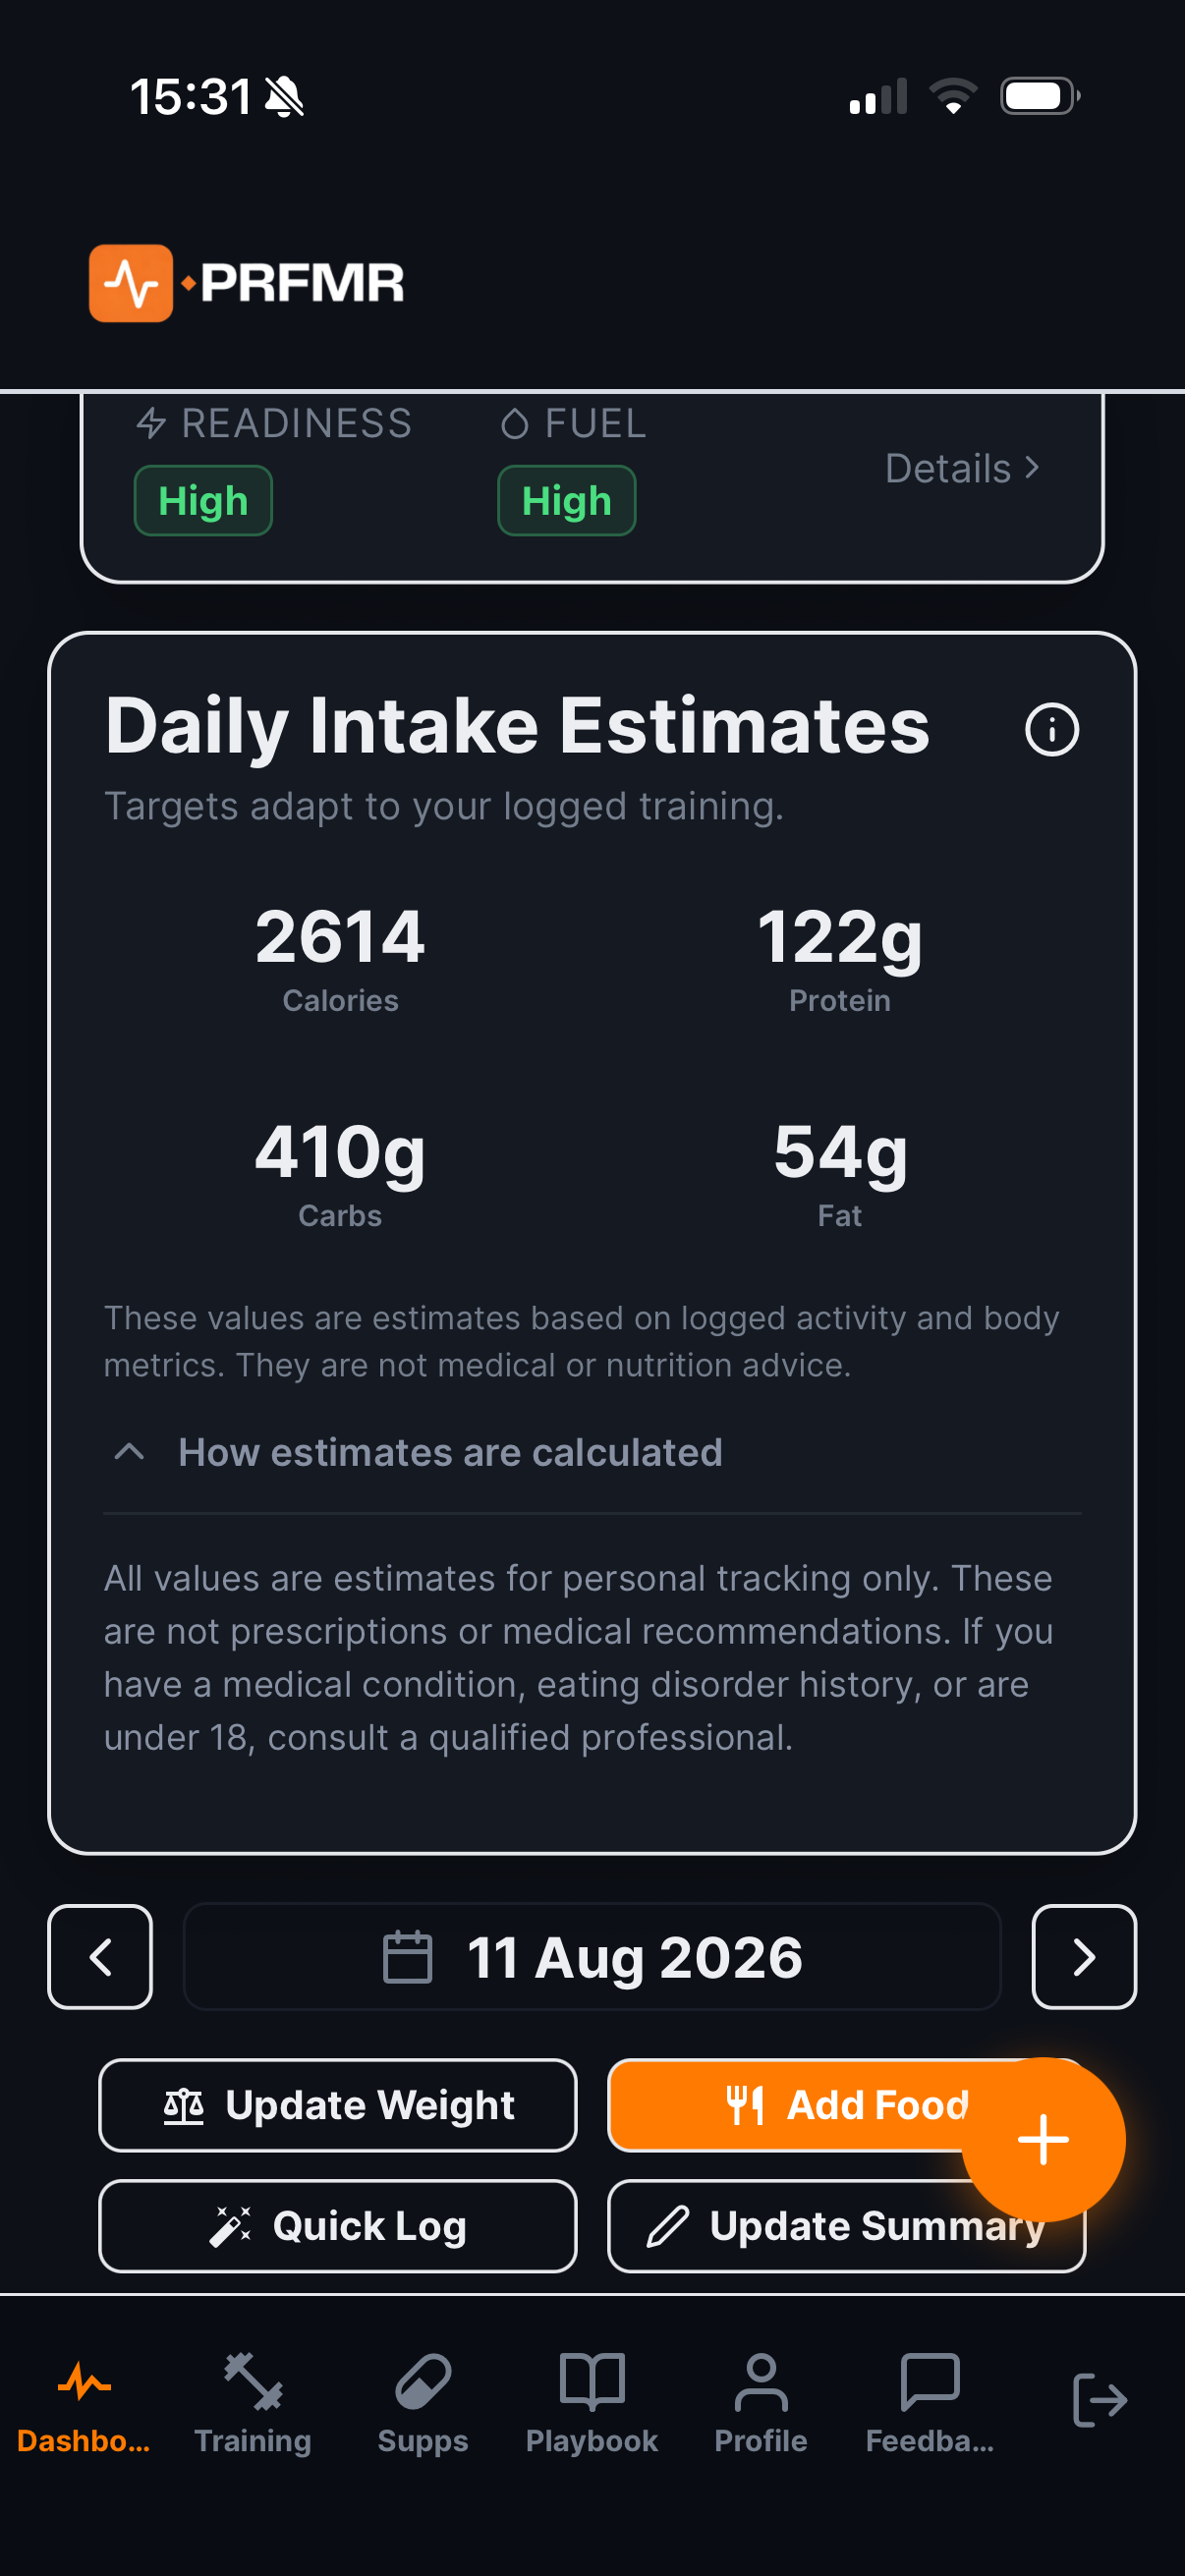 15:31
PRFMR
READINESS
FUEL
Details
High
High
Daily Intake Estimates
Targets adapt to your logged training.
2614
122g
Calories
Protein
410g
54g
Carbs
Fat
These values are estimates based on logged activity and body
metrics. They are not medical or nutrition advice.
How estimates are calculated
All values are estimates for personal tracking only. These
are not prescriptions or medical recommendations. If you
have a medical condition, eating disorder history, or are
under 18, consult a qualified professional.
11 Aug 2026
Update Weight
Add Food
Quick Log
Update Summary
Dashbo...
Training
Supps
Playbook
Profile
Feedba...